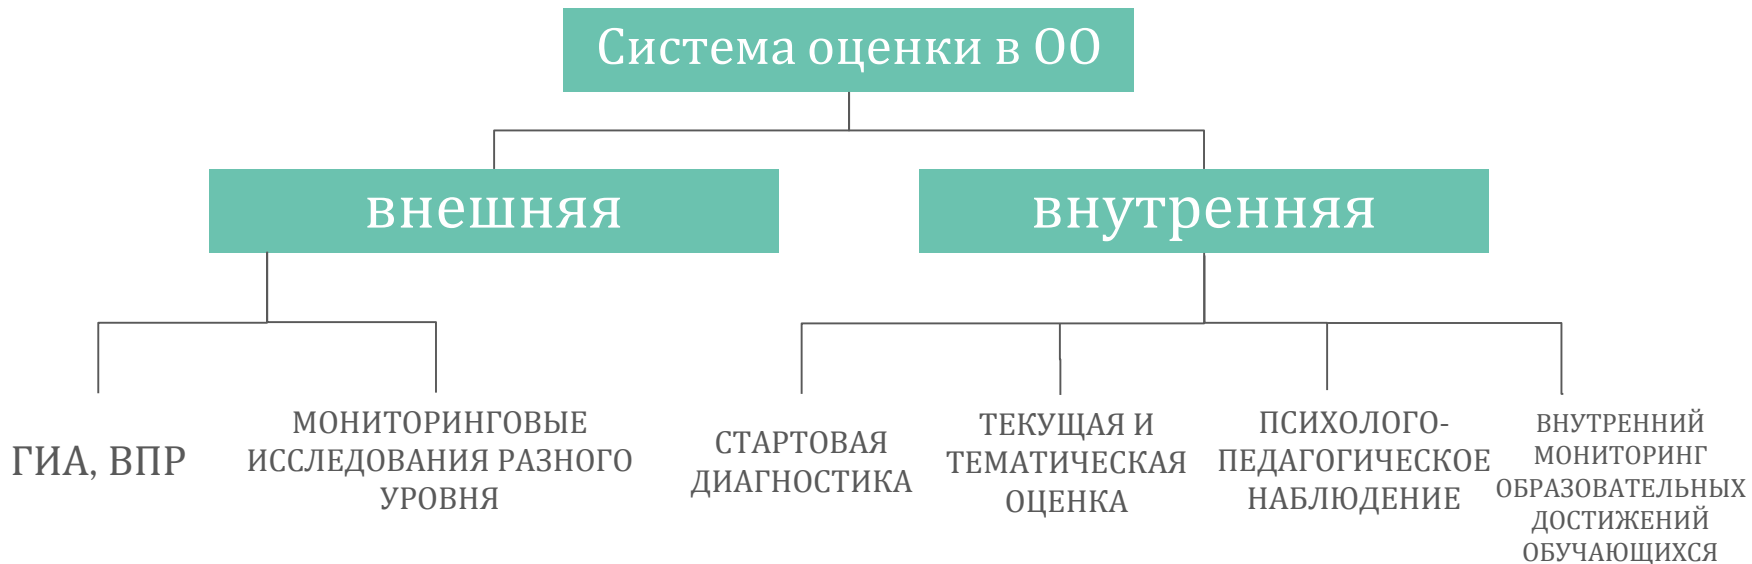 Система оценки в ОО
внешняя
внутренняя
ГИА, ВПР
МОНИТОРИНГОВЫЕ
ИССЛЕДОВАНИЯ РАЗНОГО
УРОВНЯ
СТАРТОВАЯ
ДИАГНОСТИКА
ТЕКУЩАЯ И
ТЕМАТИЧЕСКАЯ
ОЦЕНКА
ПСИХОЛОГО-
ПЕДАГОГИЧЕСКОЕ
НАБЛЮДЕНИЕ
ВНУТРЕННИЙ
МОНИТОРИНГ
ОБРАЗОВАТЕЛЬНЫХ
ДОСТИЖЕНИЙ
ОБУЧАЮЩИХСЯ